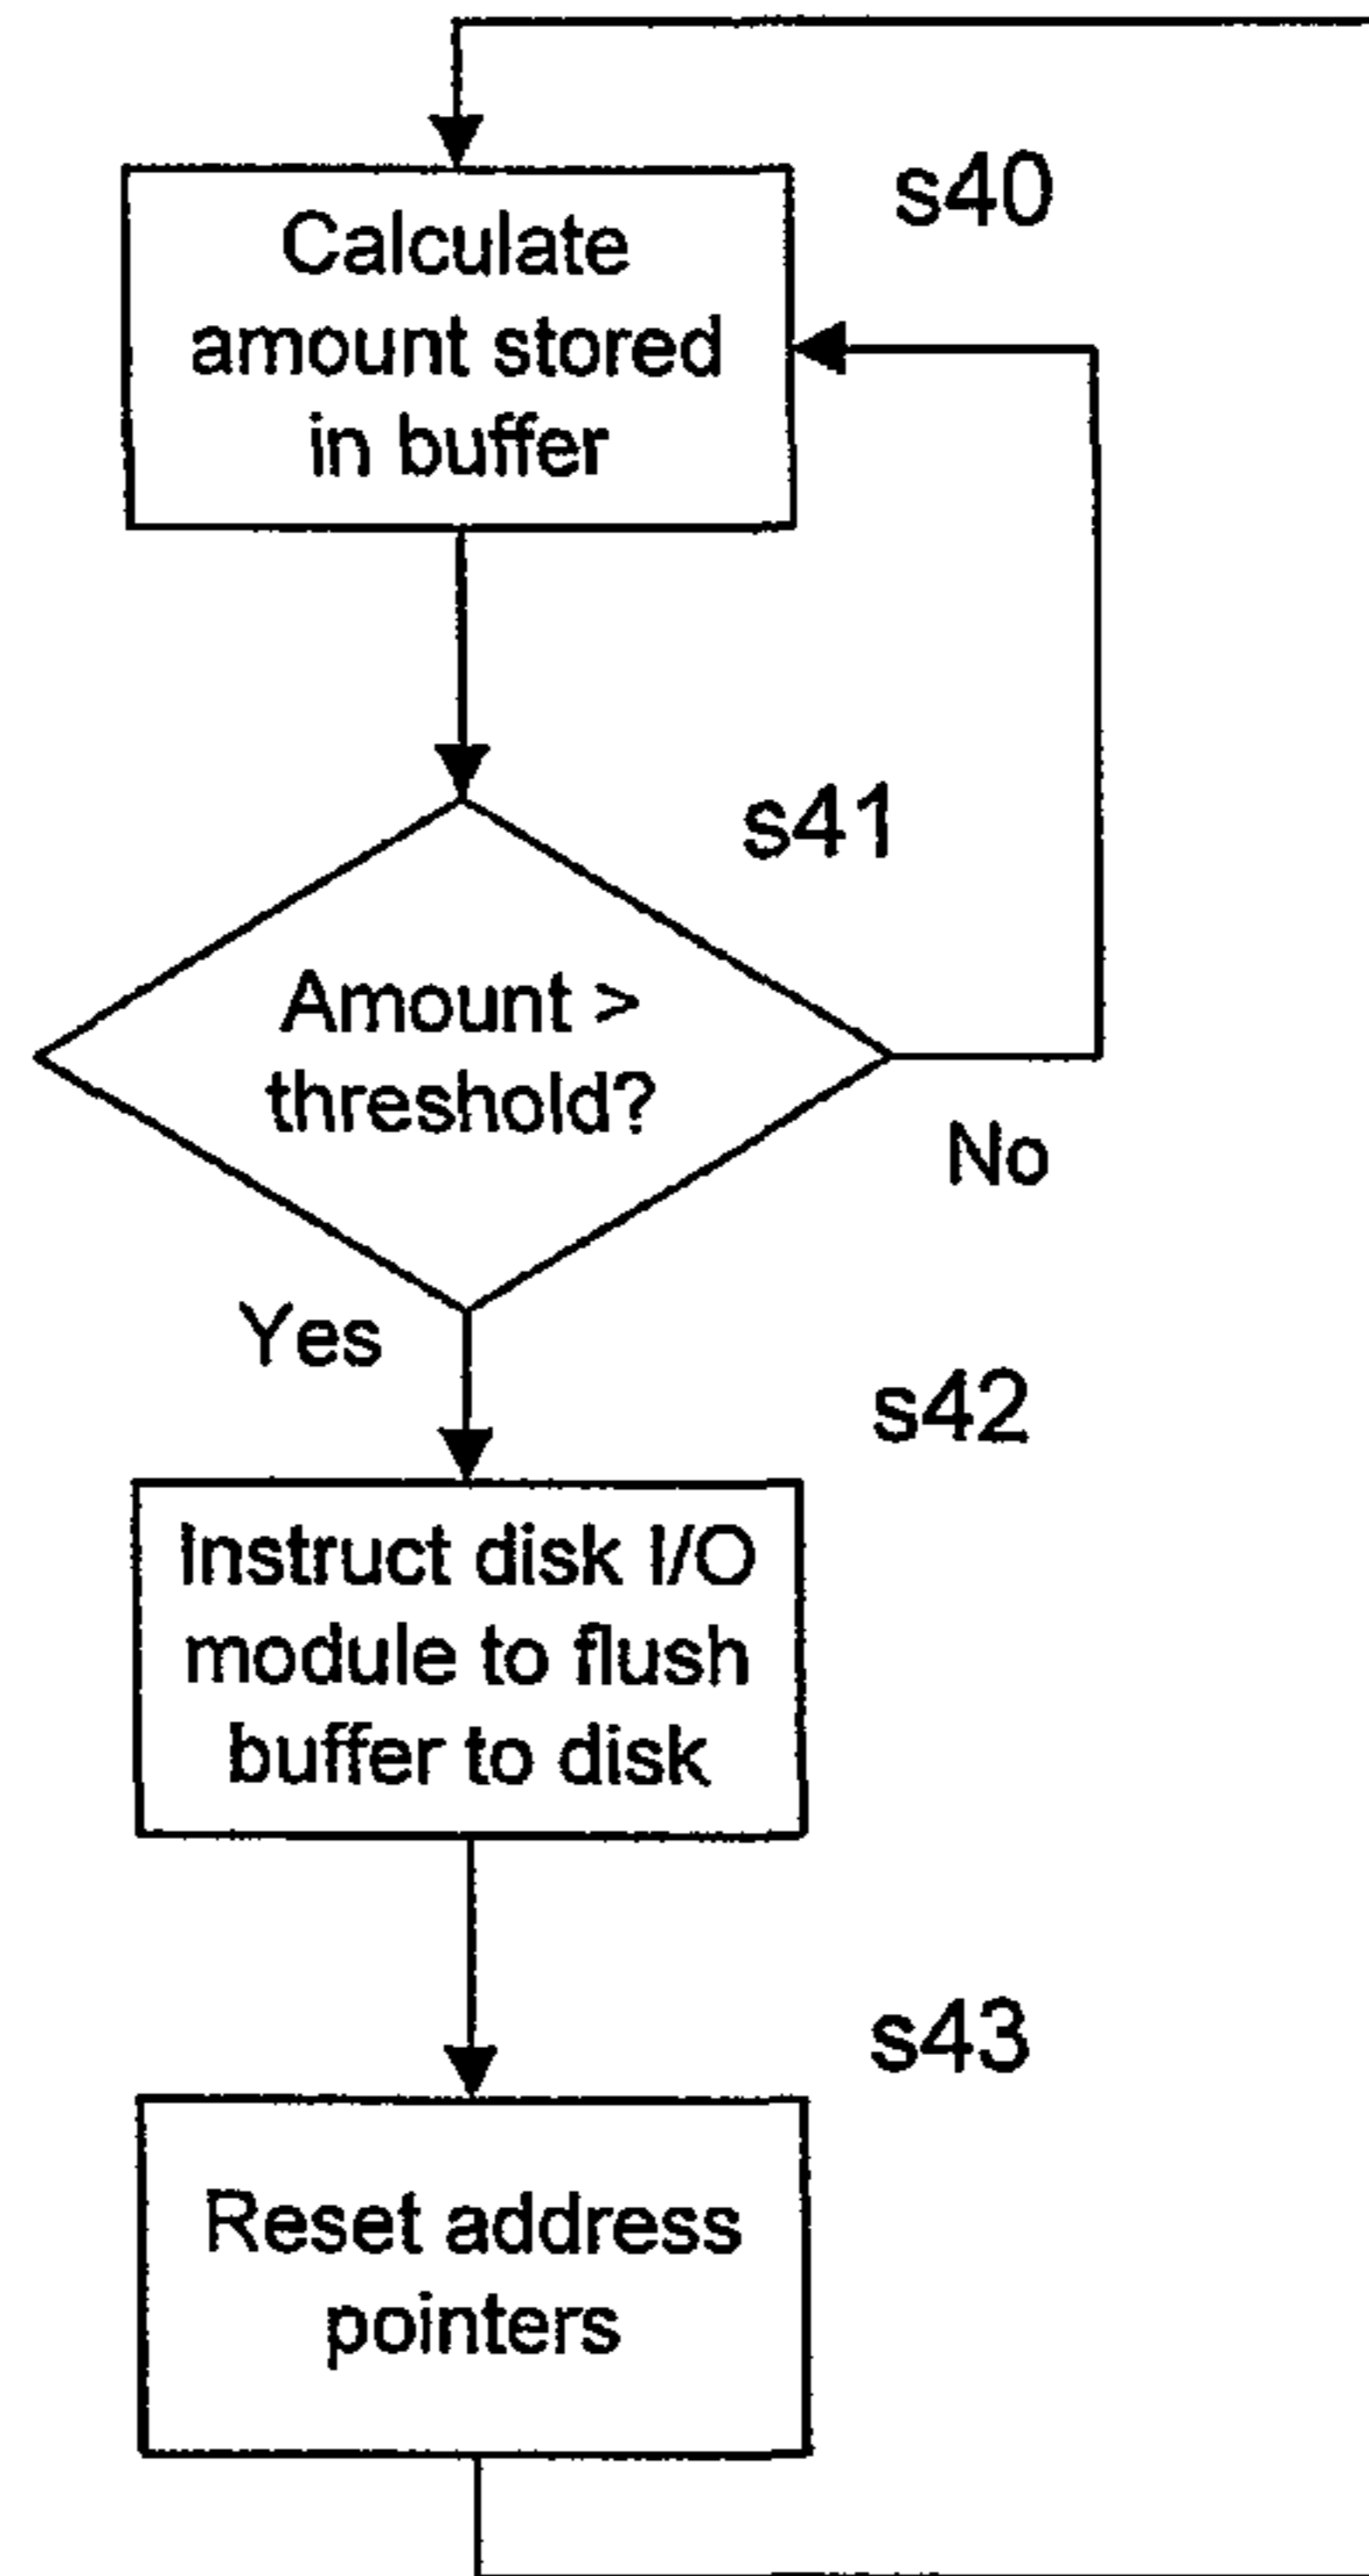 s40
Calculate
amount stored
in buffer
s41
Amount >
threshold?
No
Yes
s42
Instruct disk I/O
module to flush
buffer to disk
s43
Reset address
pointers